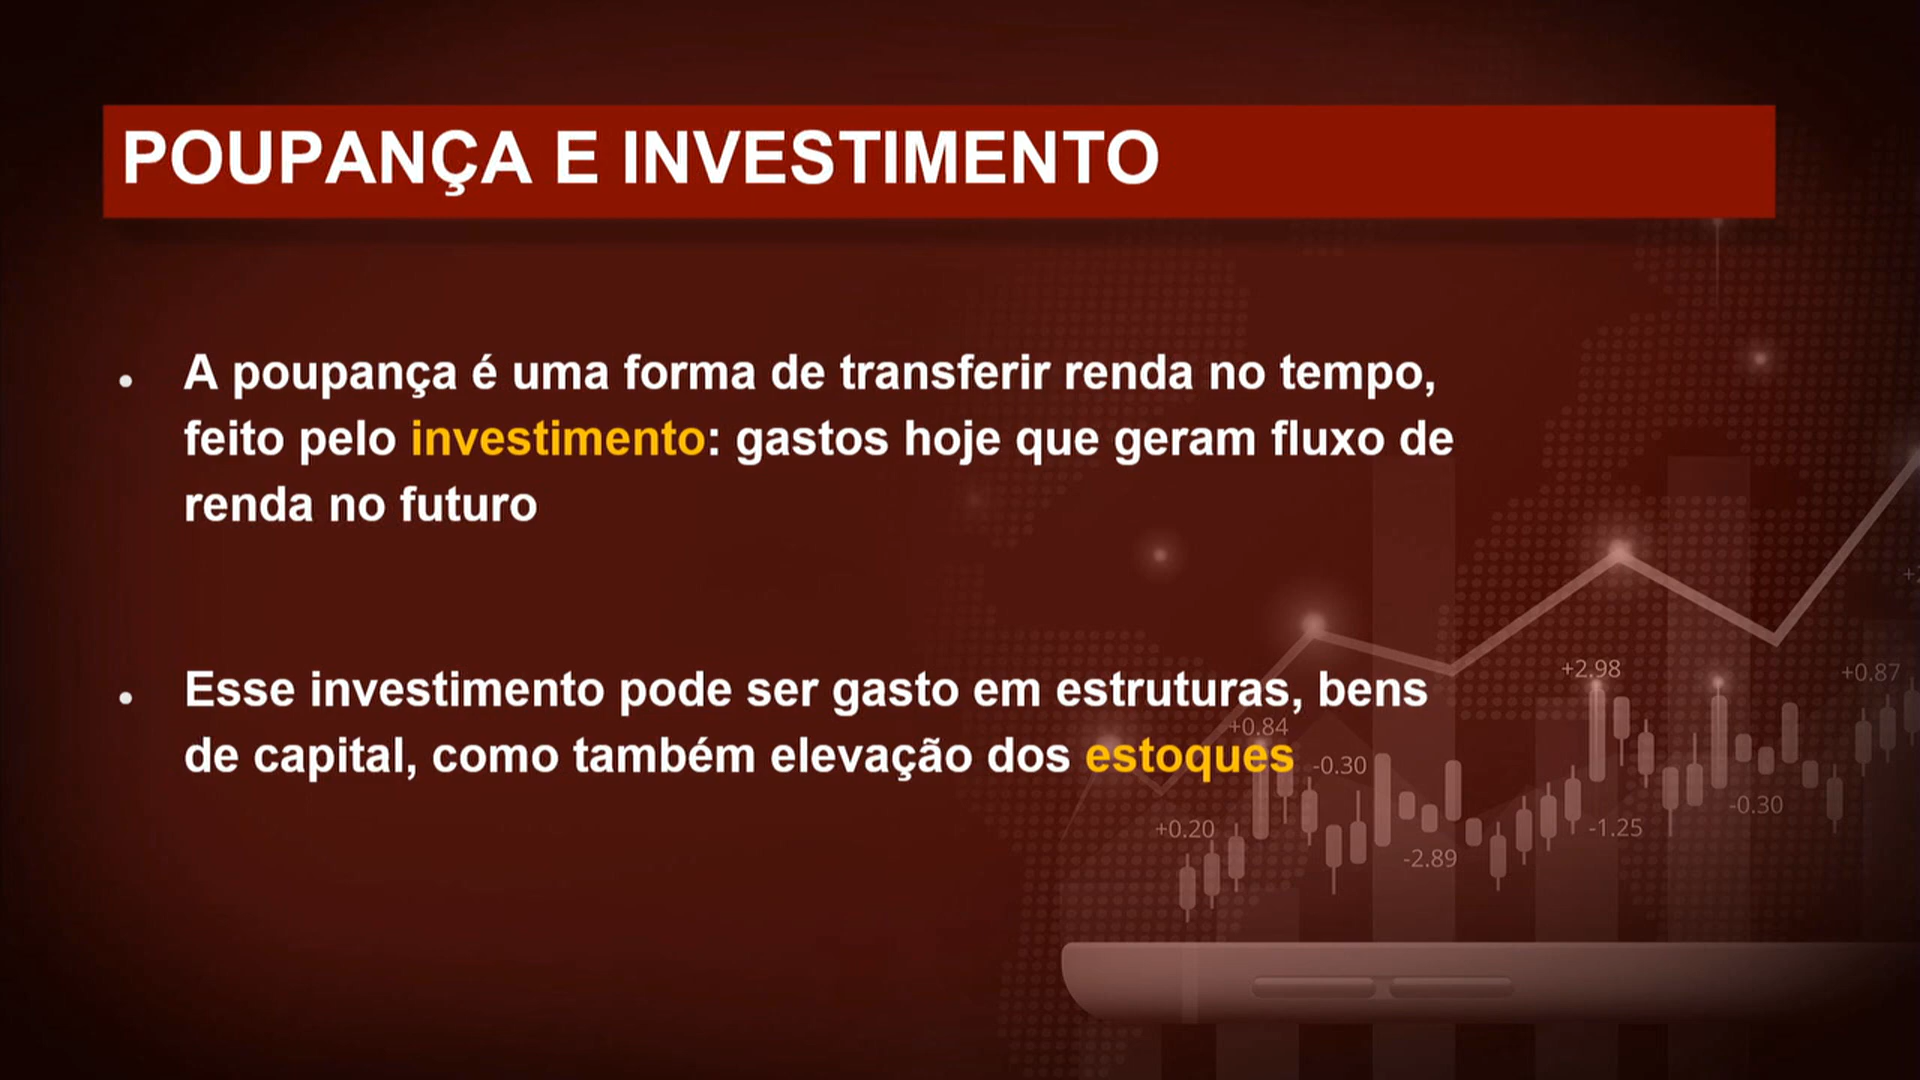 POUPANÇA E INVESTIMENTO
• A poupança é uma forma de transferir renda no tempo,
feito pelo investimento: gastos hoje que geram fluxo de
renda no futuro
• Esse investimento pode ser gasto em estruturas, bens
de capital, como também elevação dos estoques
+2.98
+0.87
+0.84
-0.30
-0.30
+0.20
-1.25
-2.89